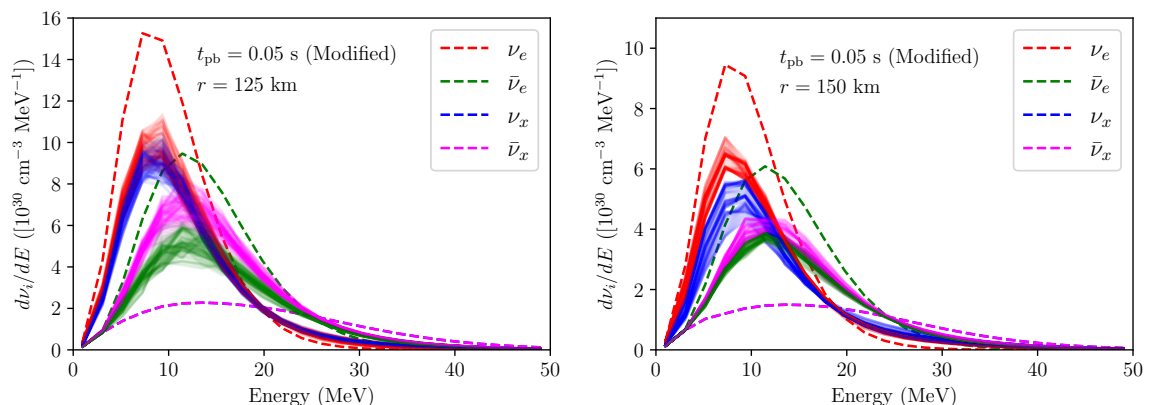 16
14
12
10
8
6
4
2
0
dν_i/dE ([10^30 cm^−3 MeV^−1])
t_pb = 0.05 s (Modified)
r = 125 km
ν_e
ν̄_e
ν_x
ν̄_x
0 10 20 30 40 50
Energy (MeV)
10
8
6
4
2
0
dν_i/dE ([10^30 cm^−3 MeV^−1])
t_pb = 0.05 s (Modified)
r = 150 km
ν_e
ν̄_e
ν_x
ν̄_x
0 10 20 30 40 50
Energy (MeV)